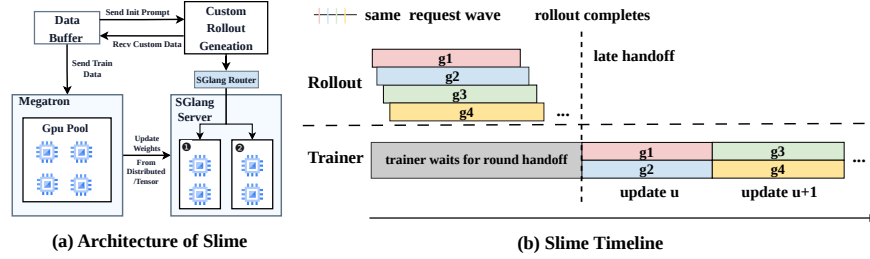 Data
Buffer
Send Init Prompt
Recv Custom Data
Custom
Rollout
Geneation
Send Train
Data
SGlang Router
Megatron
Gpu Pool
Update
Weights
From
Distributed
/Tensor
SGlang
Server
❶
❷
(a) Architecture of Slime
same request wave
rollout completes
late handoff
Rollout
g1
g2
g3
g4
...
Trainer
trainer waits for round handoff
g1
g3
g2
g4
...
update u
update u+1
(b) Slime Timeline